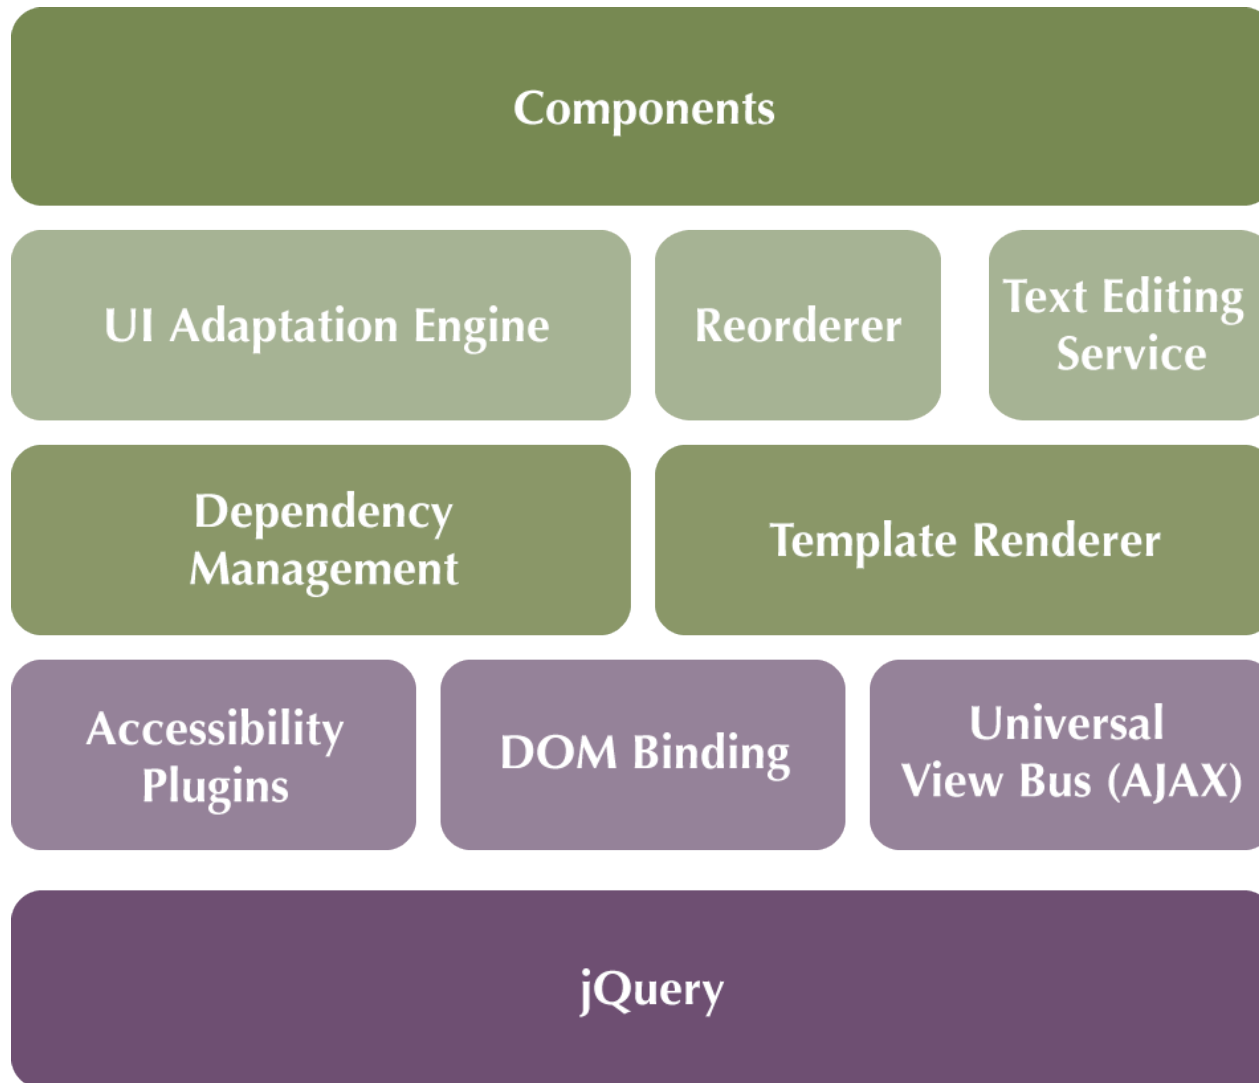 Components
UI Adaptation Engine
Reorderer
Text Editing
Service
Dependency
Management
Template Renderer
Accessibility
Plugins
DOM Binding
Universal
View Bus (AJAX)
jQuery